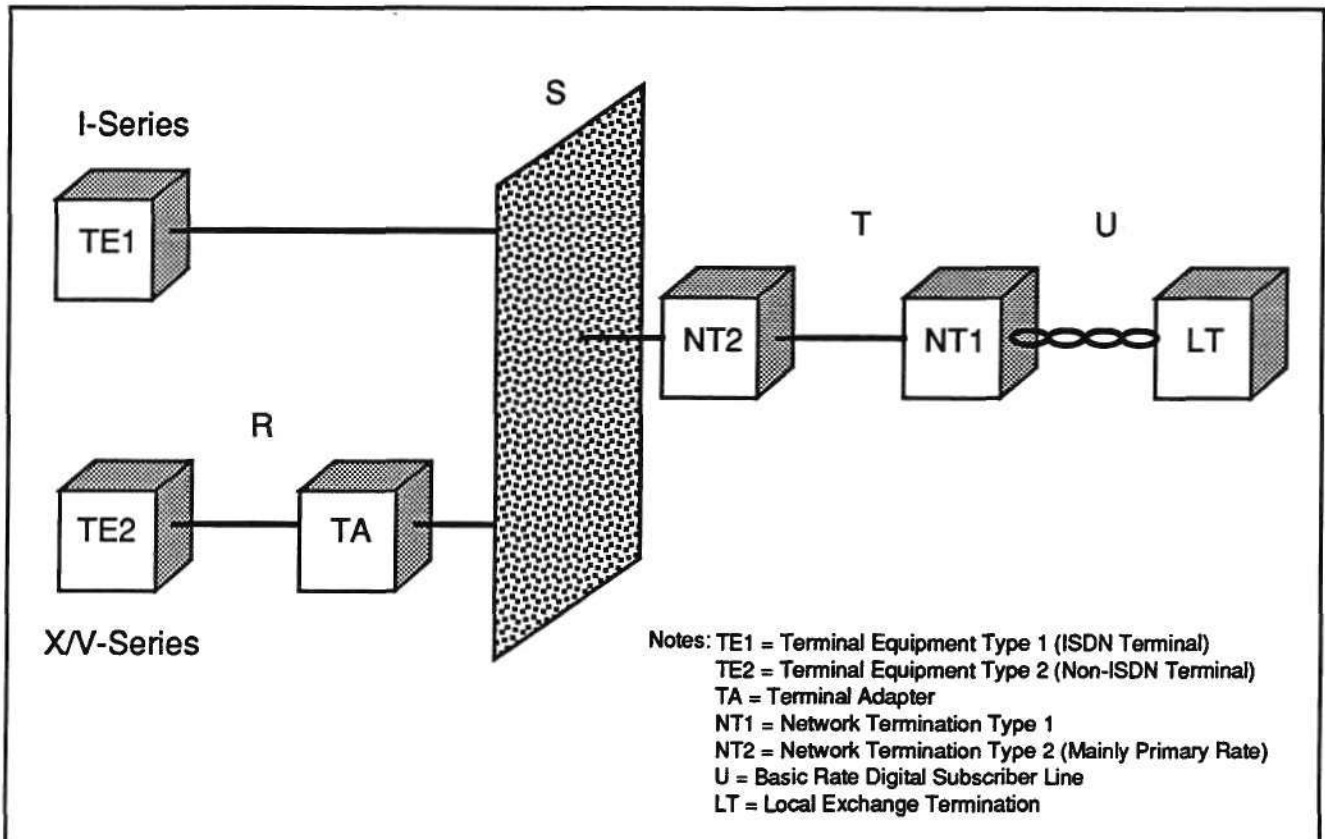 S
I-Series
TE1
T
U
NT2
NT1
LT
R
TE2
TA
X/V-Series
Notes: TE1 = Terminal Equipment Type 1 (ISDN Terminal)
TE2 = Terminal Equipment Type 2 (Non-ISDN Terminal)
TA = Terminal Adapter
NT1 = Network Termination Type 1
NT2 = Network Termination Type 2 (Mainly Primary Rate)
U = Basic Rate Digital Subscriber Line
LT = Local Exchange Termination